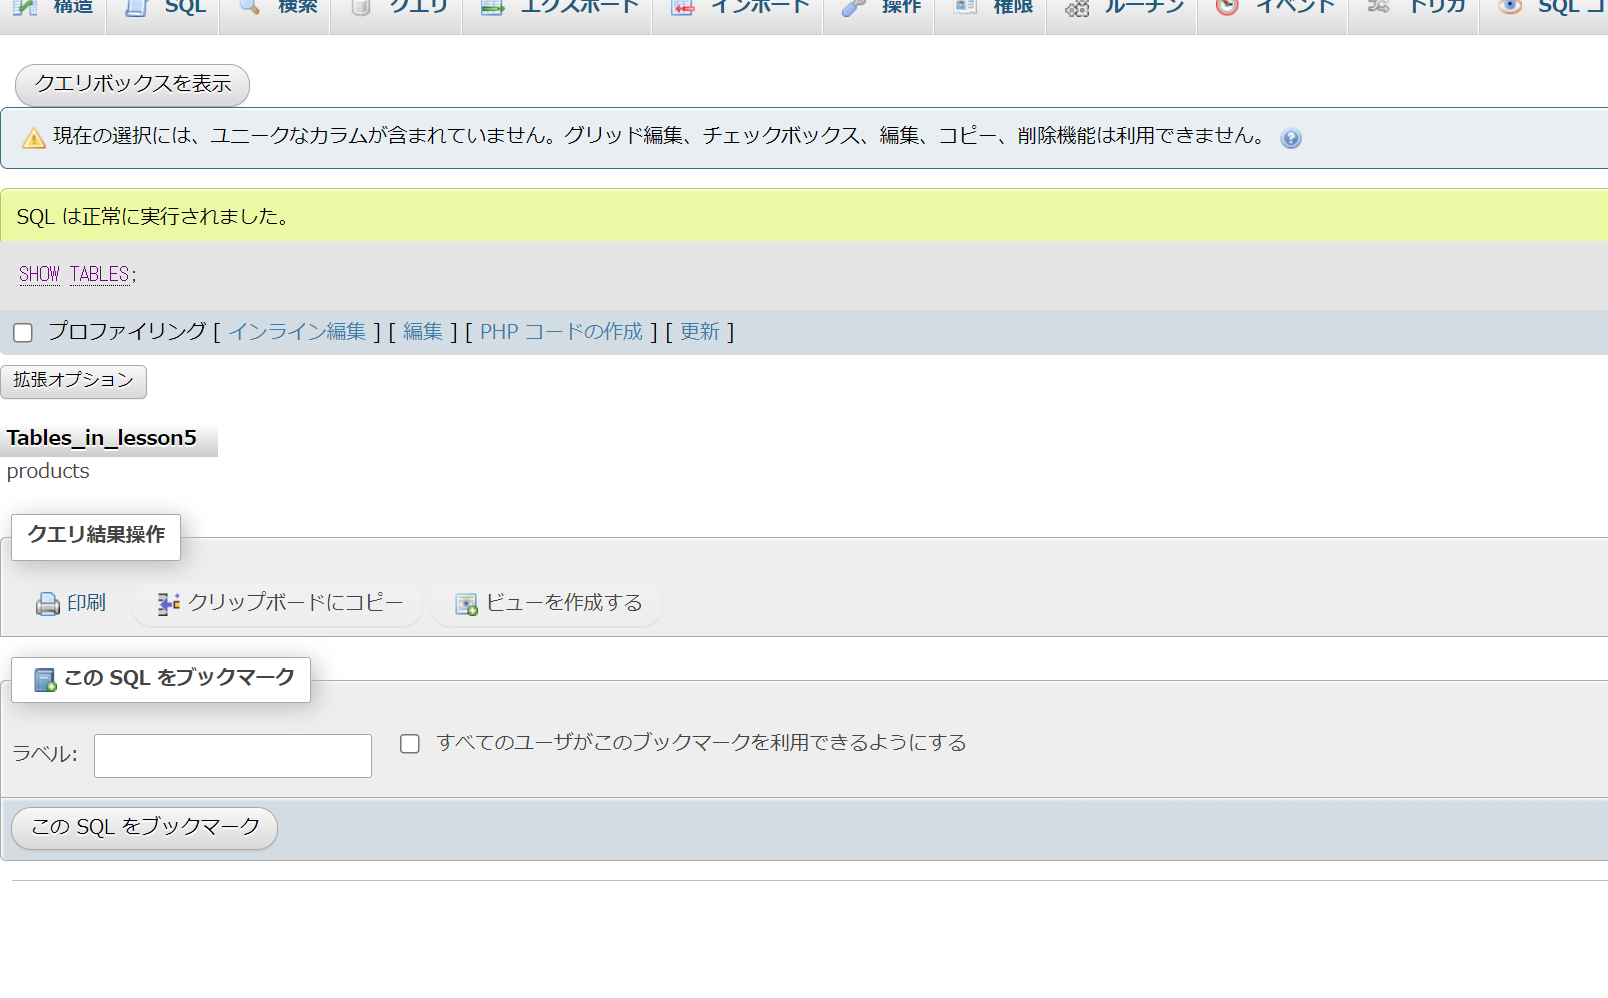 構造 SQL 検索 クエリ エクスポート インポート 操作 権限 ルーチン イベント トリガ SQL コ
クエリボックスを表示
現在の選択には、ユニークなカラムが含まれていません。グリッド編集、チェックボックス、編集、コピー、削除機能は利用できません。
SQL は正常に実行されました。
SHOW TABLES;
プロファイリング [ インライン編集 ] [ 編集 ] [ PHP コードの作成 ] [ 更新 ]
拡張オプション
Tables_in_lesson5
products
クエリ結果操作
印刷 クリップボードにコピー ビューを作成する
この SQL をブックマーク
ラベル: すべてのユーザがこのブックマークを利用できるようにする
この SQL をブックマーク